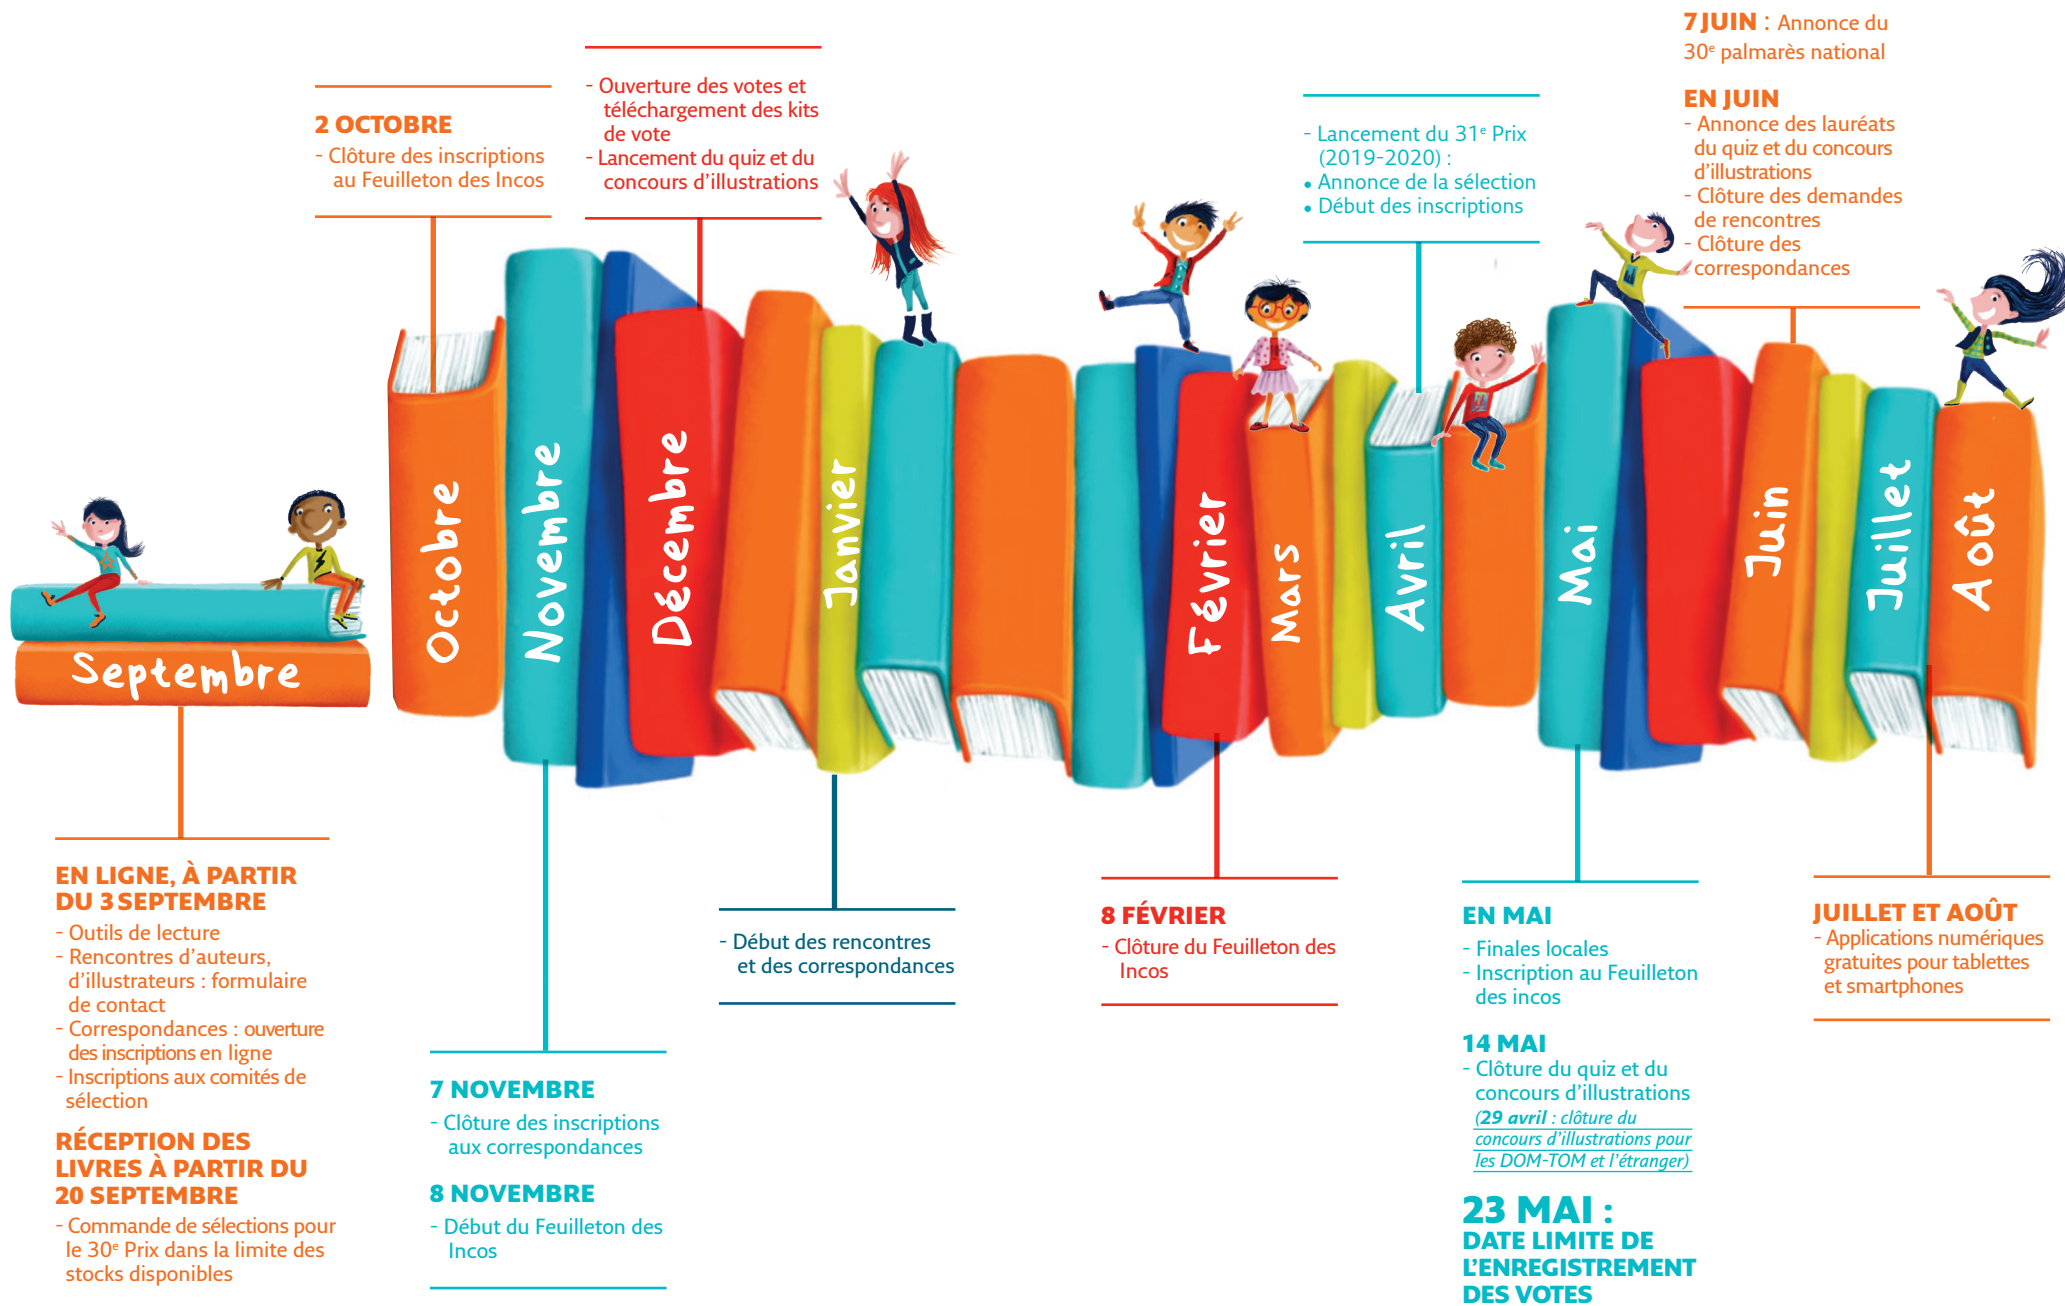 Septembre
EN LIGNE, À PARTIR
DU 3 SEPTEMBRE
- Outils de lecture
- Rencontres d’auteurs,
d’illustrateurs : formulaire
de contact
- Correspondances : ouverture
des inscriptions en ligne
- Inscriptions aux comités de
sélection
RÉCEPTION DES
LIVRES À PARTIR DU
20 SEPTEMBRE
- Commande de sélections pour
le 30e Prix dans la limite des
stocks disponibles
Octobre
2 OCTOBRE
- Clôture des inscriptions
au Feuilleton des Incos
Novembre
7 NOVEMBRE
- Clôture des inscriptions
aux correspondances
8 NOVEMBRE
- Début du Feuilleton des
Incos
Décembre
- Ouverture des votes et
téléchargement des kits
de vote
- Lancement du quiz et du
concours d’illustrations
Janvier
- Début des rencontres
et des correspondances
Février
8 FÉVRIER
- Clôture du Feuilleton des
Incos
Mars
Avril
- Lancement du 31e Prix
(2019-2020) :
• Annonce de la sélection
• Début des inscriptions
Mai
EN MAI
- Finales locales
- Inscription au Feuilleton
des incos
14 MAI
- Clôture du quiz et du
concours d’illustrations
(29 avril : clôture du
concours d’illustrations pour
les DOM-TOM et l’étranger)
23 MAI :
DATE LIMITE DE
L’ENREGISTREMENT
DES VOTES
Juin
7 JUIN : Annonce du
30e palmarès national
EN JUIN
- Annonce des lauréats
du quiz et du concours
d’illustrations
- Clôture des demandes
de rencontres
- Clôture des
correspondances
Juillet
Août
JUILLET ET AOÛT
- Applications numériques
gratuites pour tablettes
et smartphones